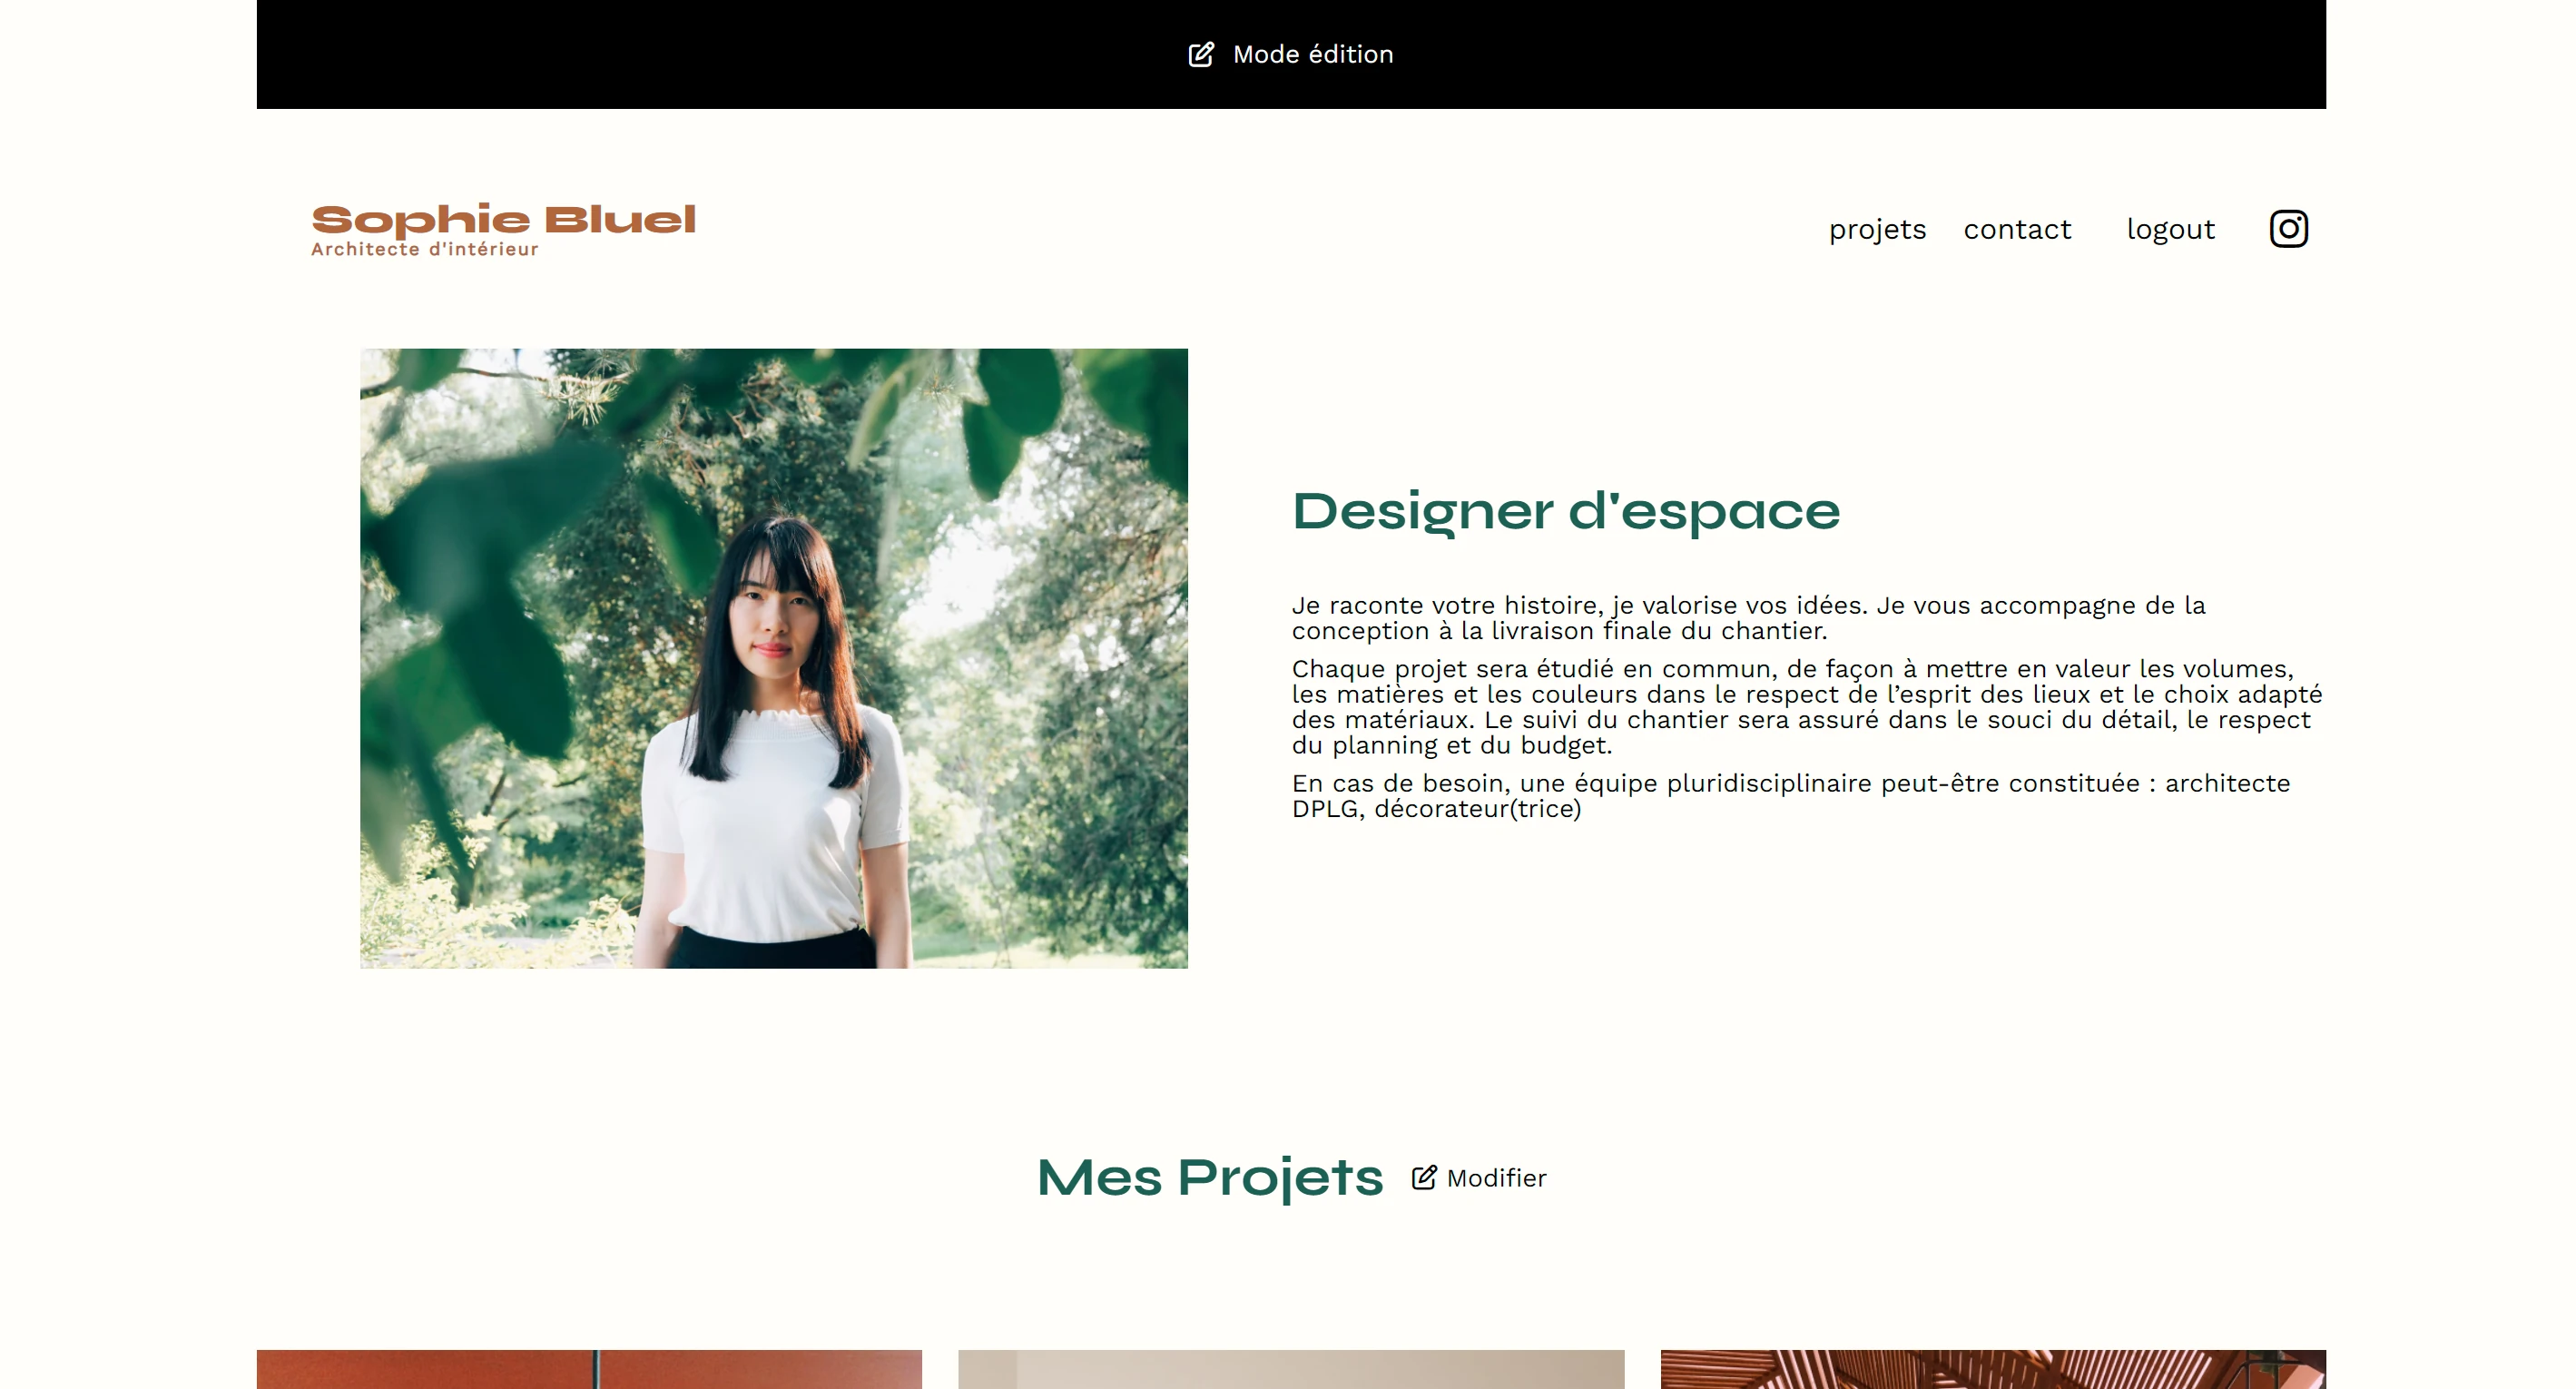 Mode édition
Sophie Bluel
Architecte d'intérieur
projets contact logout
Designer d'espace
Je raconte votre histoire, je valorise vos idées. Je vous accompagne de la
conception à la livraison finale du chantier.
Chaque projet sera étudié en commun, de façon à mettre en valeur les volumes,
les matières et les couleurs dans le respect de l’esprit des lieux et le choix adapté
des matériaux. Le suivi du chantier sera assuré dans le souci du détail, le respect
du planning et du budget.
En cas de besoin, une équipe pluridisciplinaire peut-être constituée : architecte
DPLG, décorateur(trice)
Mes Projets Modifier